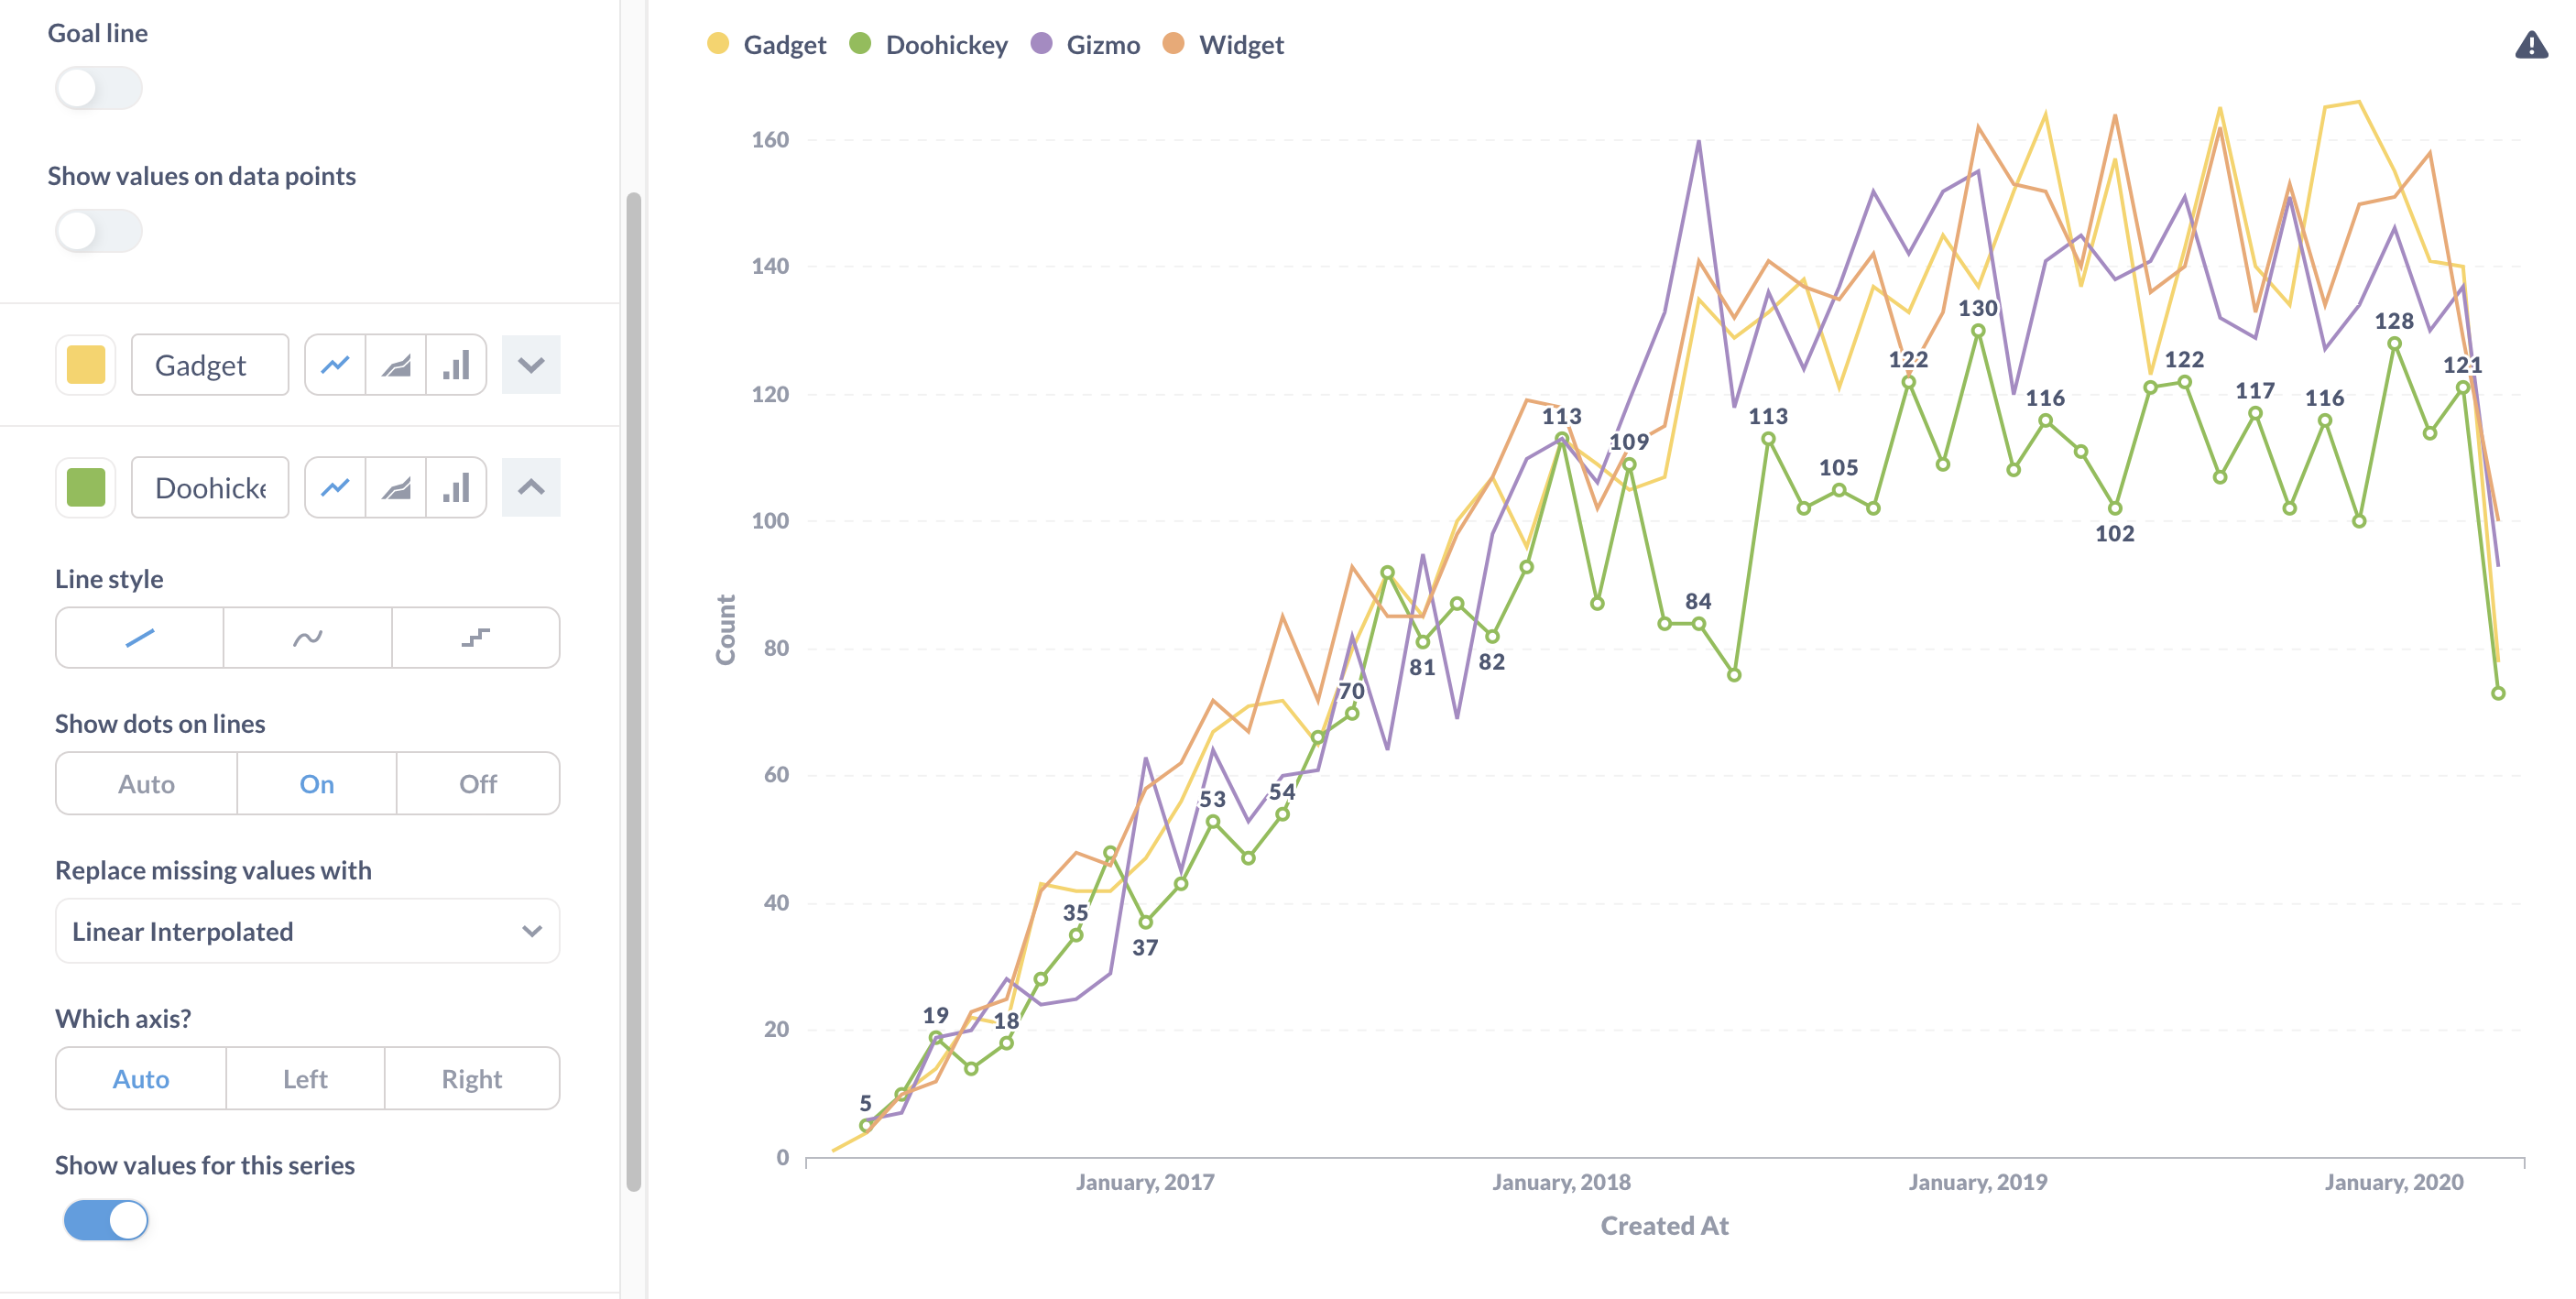 Goal line
Show values on data points
Gadget
Doohicke
Line style
Show dots on lines
Auto On Off
Replace missing values with
Linear Interpolated
Which axis?
Auto Left Right
Show values for this series
Gadget Doohickey Gizmo Widget
160
140
120
100
80
60
40
20
0
Count
5
19
18
35
37
53
54
70
81
82
113
109
84
113
105
122
130
116
102
122
117
116
128
121
January, 2017 January, 2018 January, 2019 January, 2020
Created At